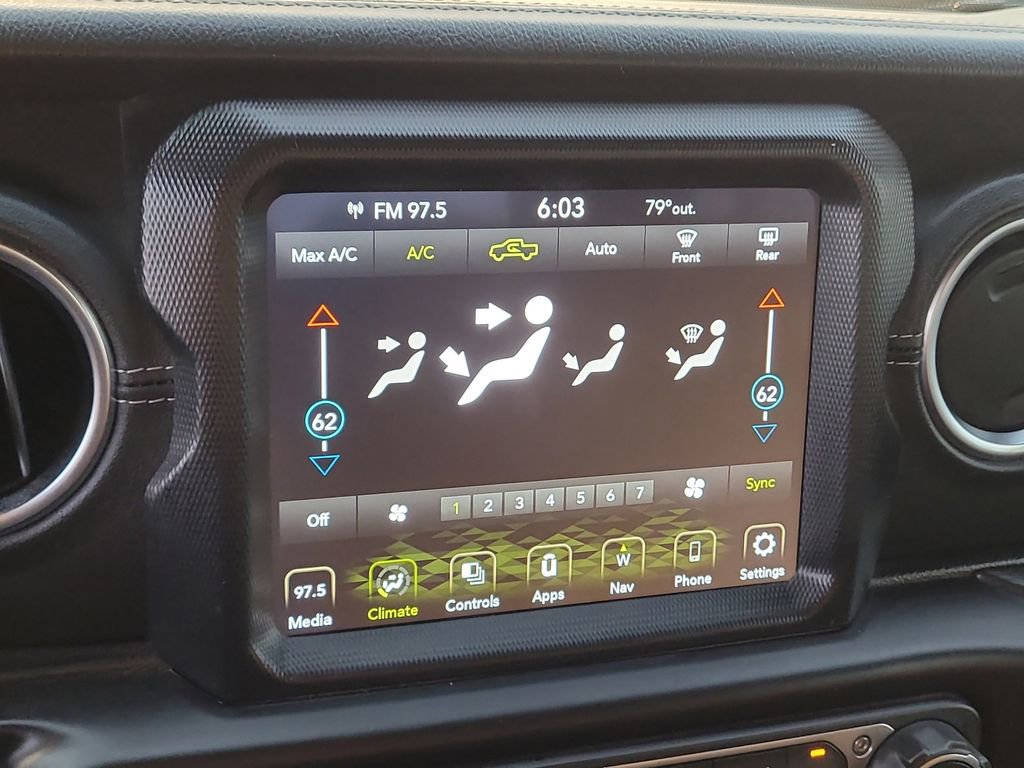 FM 97.5 6:03 79°out.
Max A/C A/C Auto Front Rear
62 62
Off 1 2 3 4 5 6 7 Sync
97.5 W
Media Climate Controls Apps Nav Phone Settings